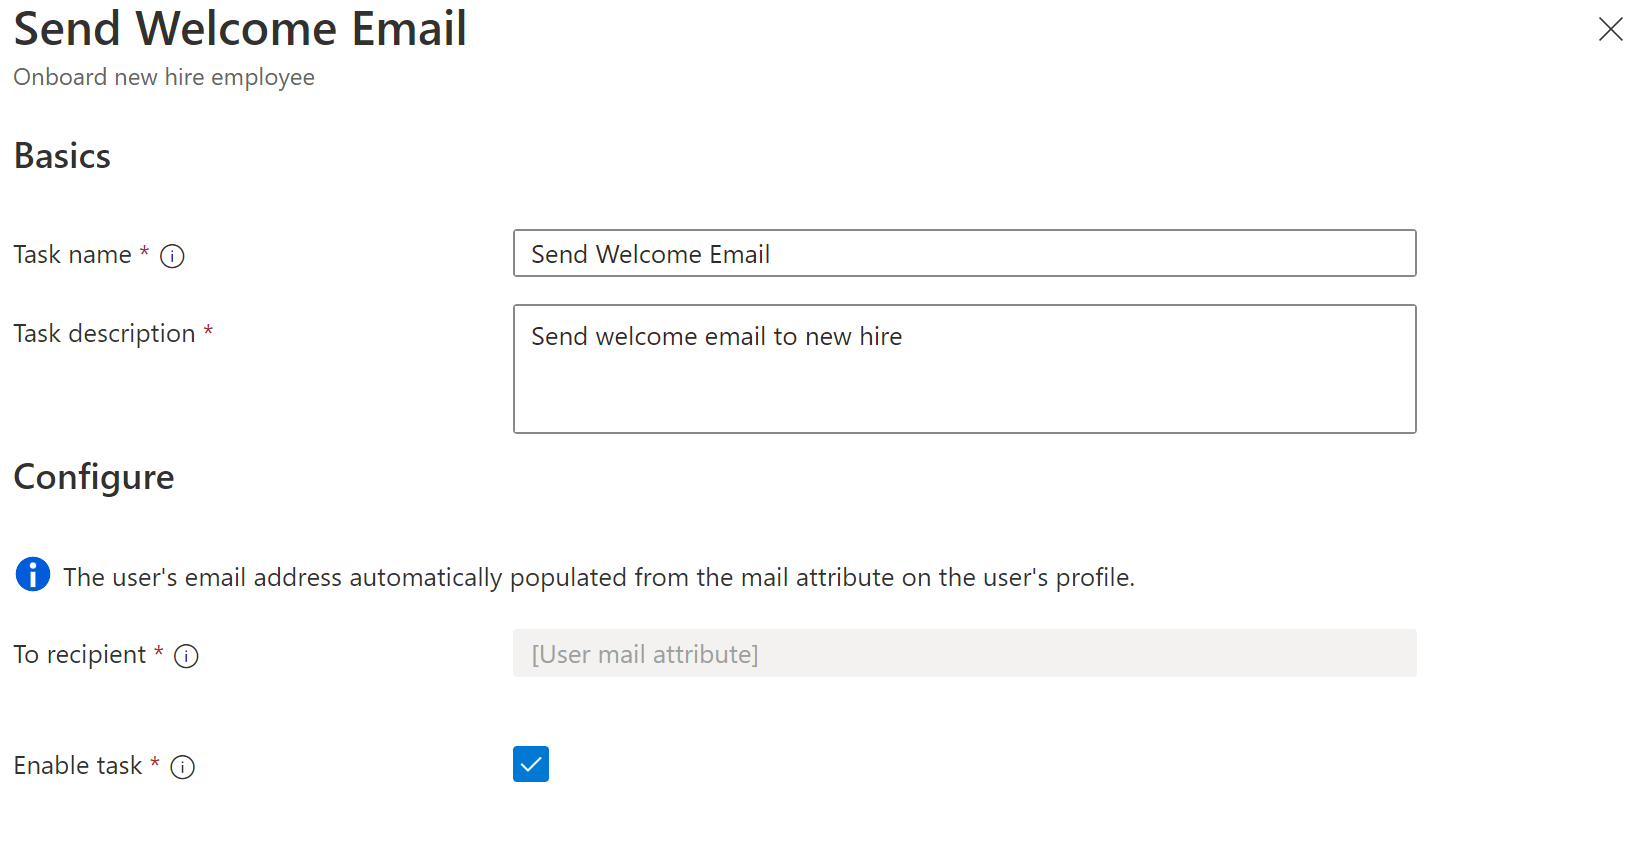 Send Welcome Email
Onboard new hire employee
Basics
Task name *
Send Welcome Email
Task description *
Send welcome email to new hire
Configure
The user's email address automatically populated from the mail attribute on the user's profile.
To recipient *
[User mail attribute]
Enable task *